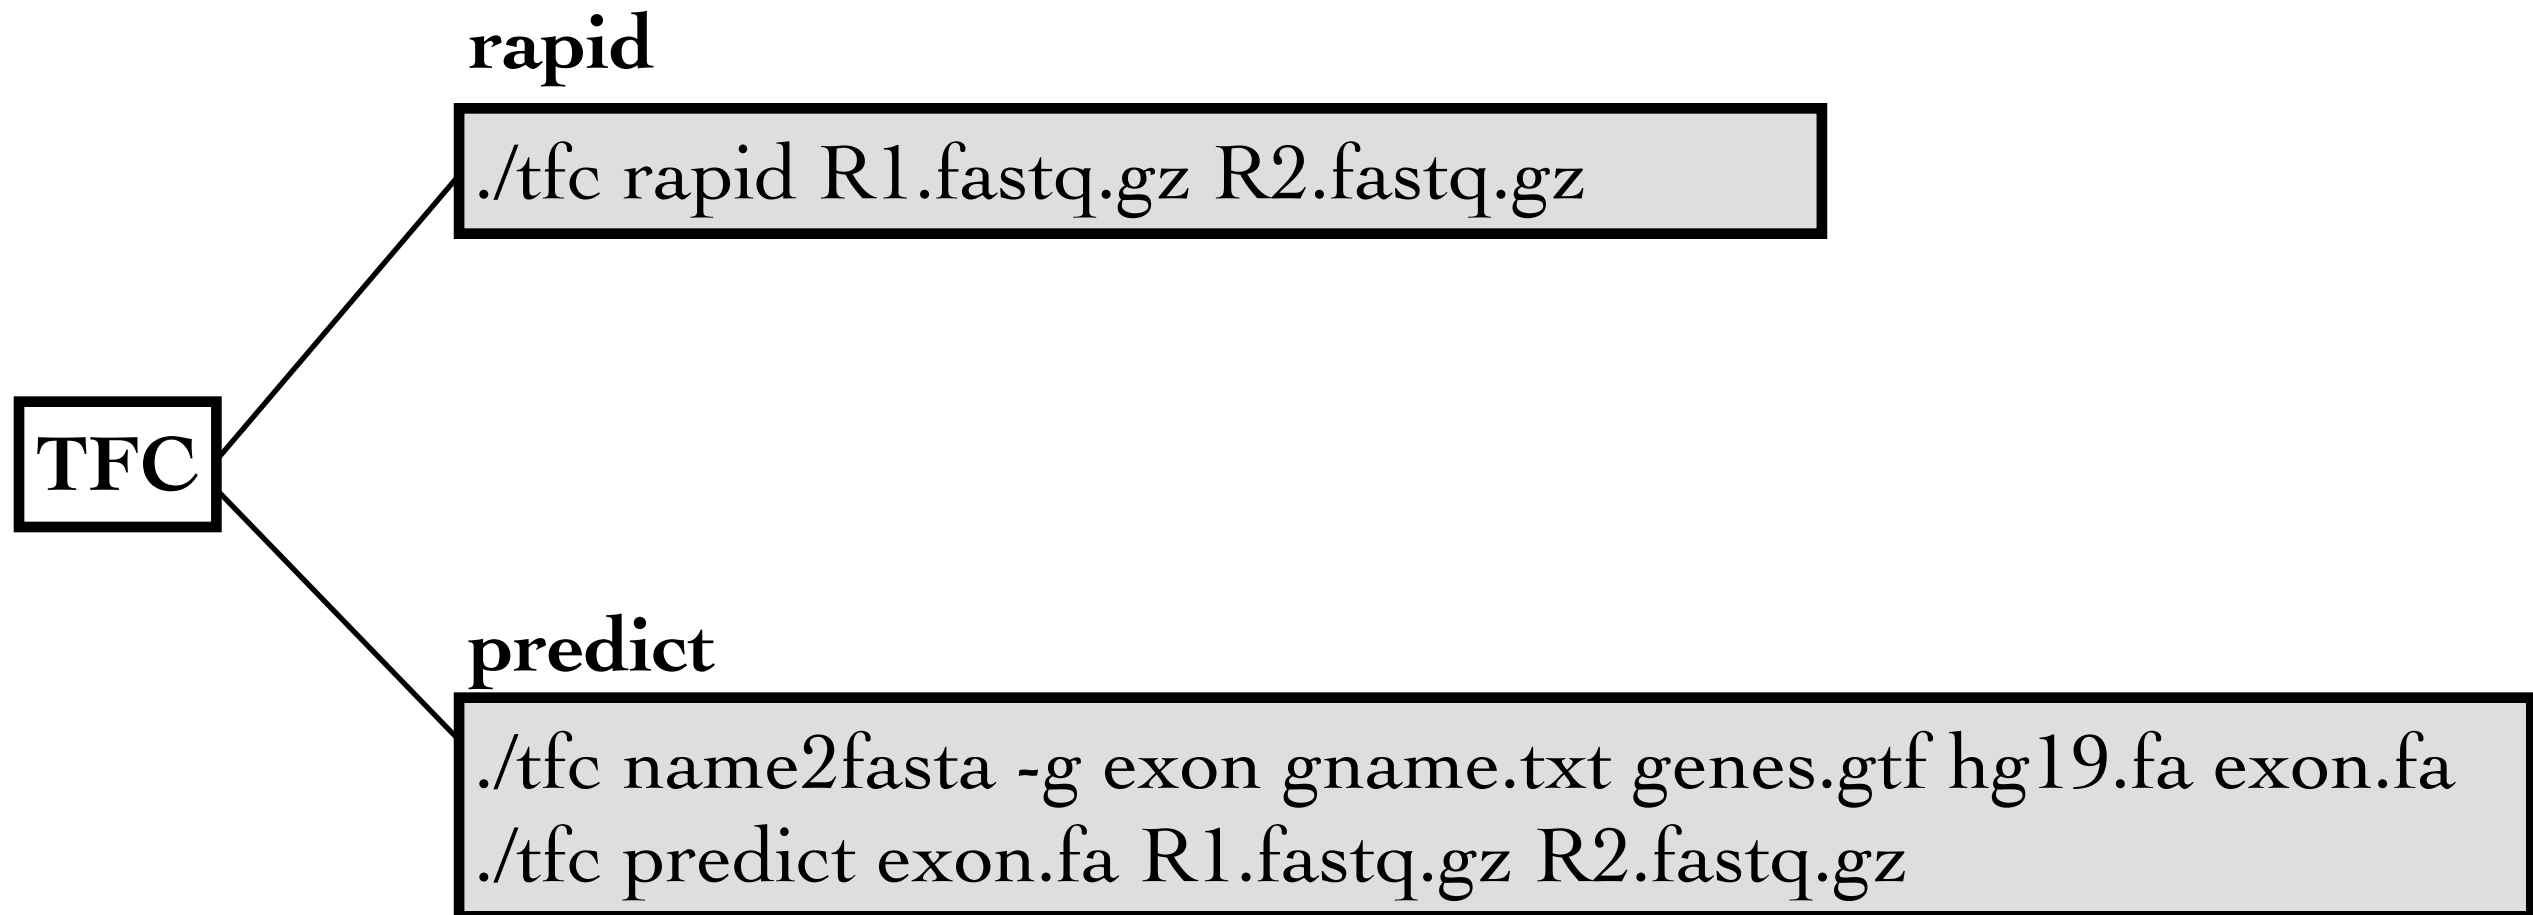 rapid
./tfc rapid R1.fastq.gz R2.fastq.gz
TFC
predict
./tfc name2fasta -g exon gname.txt genes.gtf hg19.fa exon.fa
./tfc predict exon.fa R1.fastq.gz R2.fastq.gz